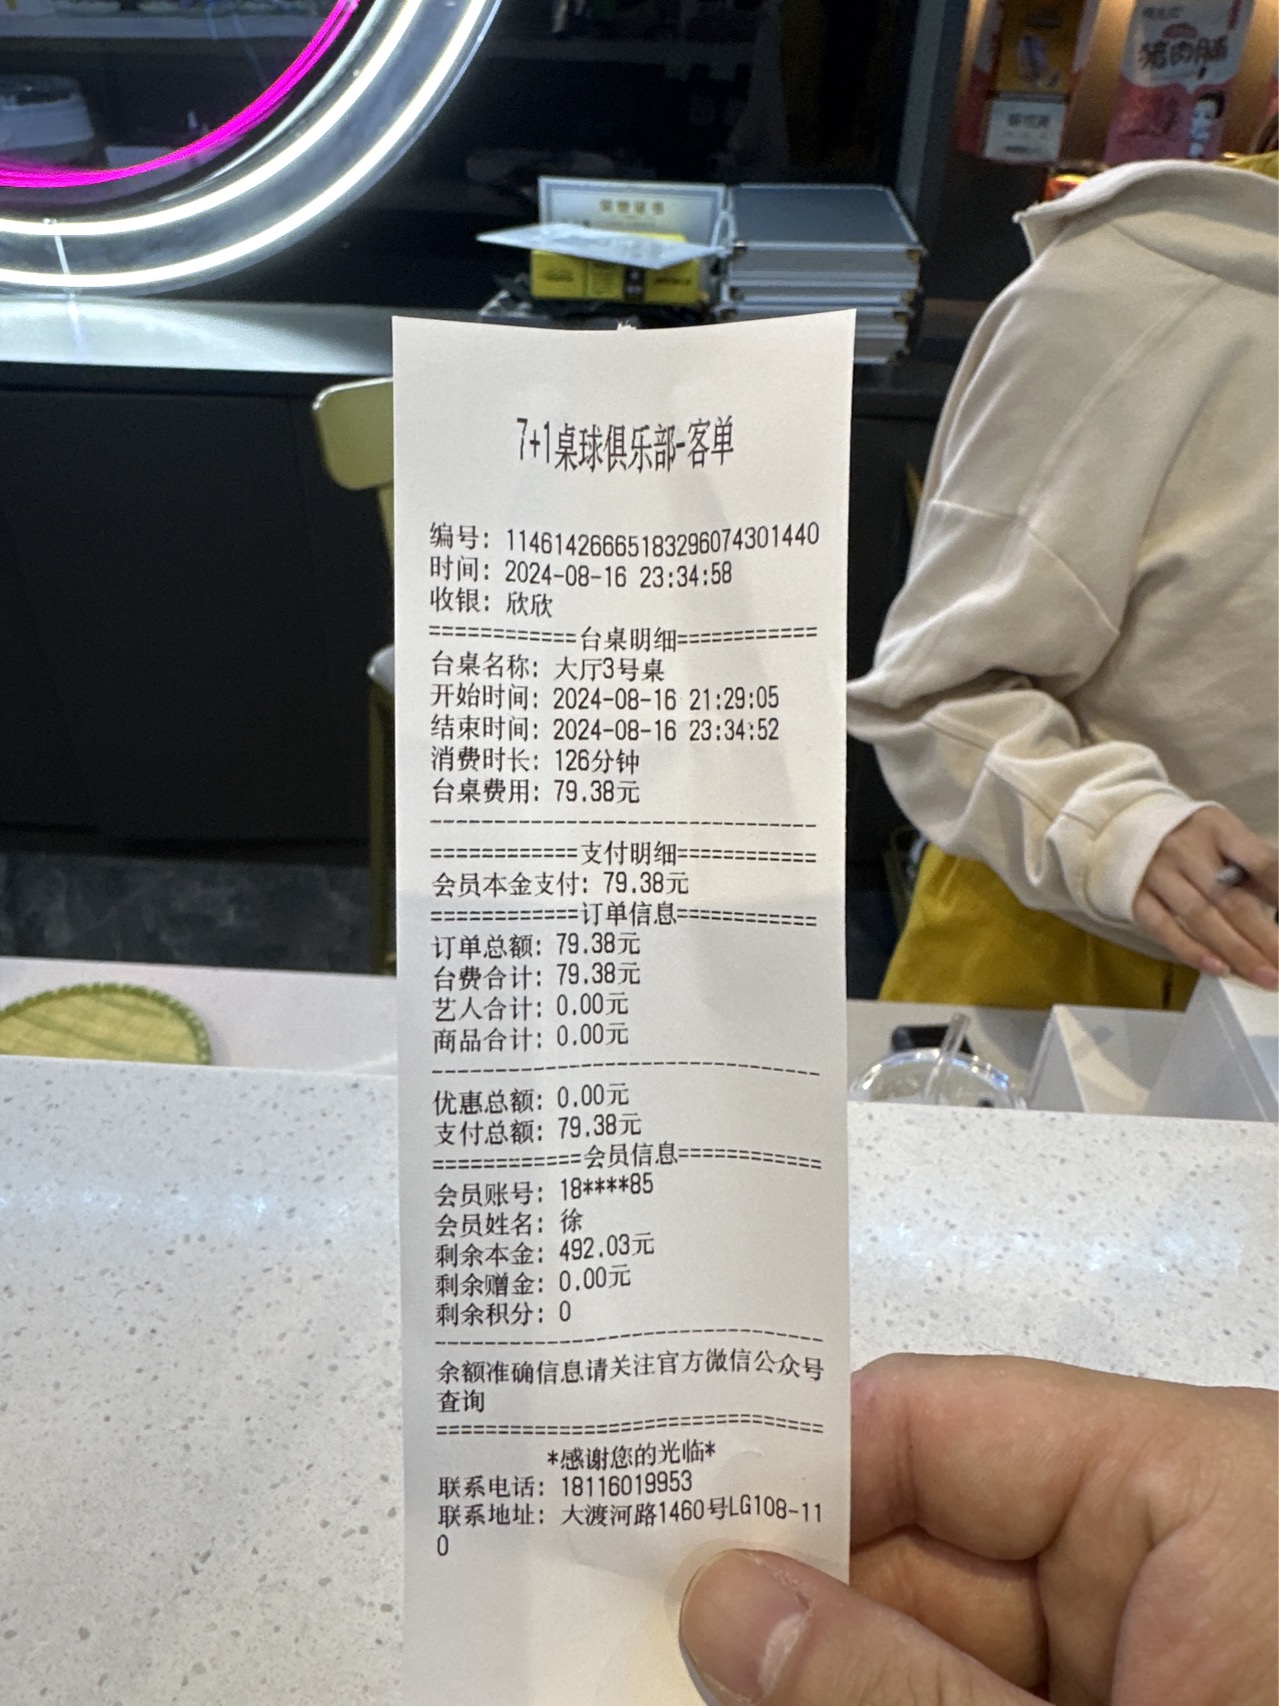 猪肉脯
荣誉证书
7+1桌球俱乐部-客单
编号: 1146142666518329607430​1440
时间: 2024-08-16 23:34:58
收银: 欣欣
============台桌明细============
台桌名称: 大厅3号桌
开始时间: 2024-08-16 21:29:05
结束时间: 2024-08-16 23:34:52
消费时长: 126分钟
台桌费用: 79.38元
--------------------------------
============支付明细============
会员本金支付: 79.38元
============订单信息============
订单总额: 79.38元
台费合计: 79.38元
艺人合计: 0.00元
商品合计: 0.00元
--------------------------------
优惠总额: 0.00元
支付总额: 79.38元
============会员信息============
会员账号: 18****85
会员姓名: 徐
剩余本金: 492.03元
剩余赠金: 0.00元
剩余积分: 0
--------------------------------
余额准确信息请关注官方微信公众号
查询
================================
*感谢您的光临*
联系电话: 18116019953
联系地址: 大渡河路1460号LG108-11
0